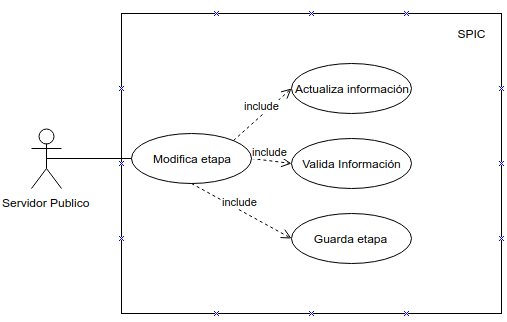 SPIC
Actualiza información
include
Servidor Publico
Modifica etapa
include
Valida Información
include
Guarda etapa